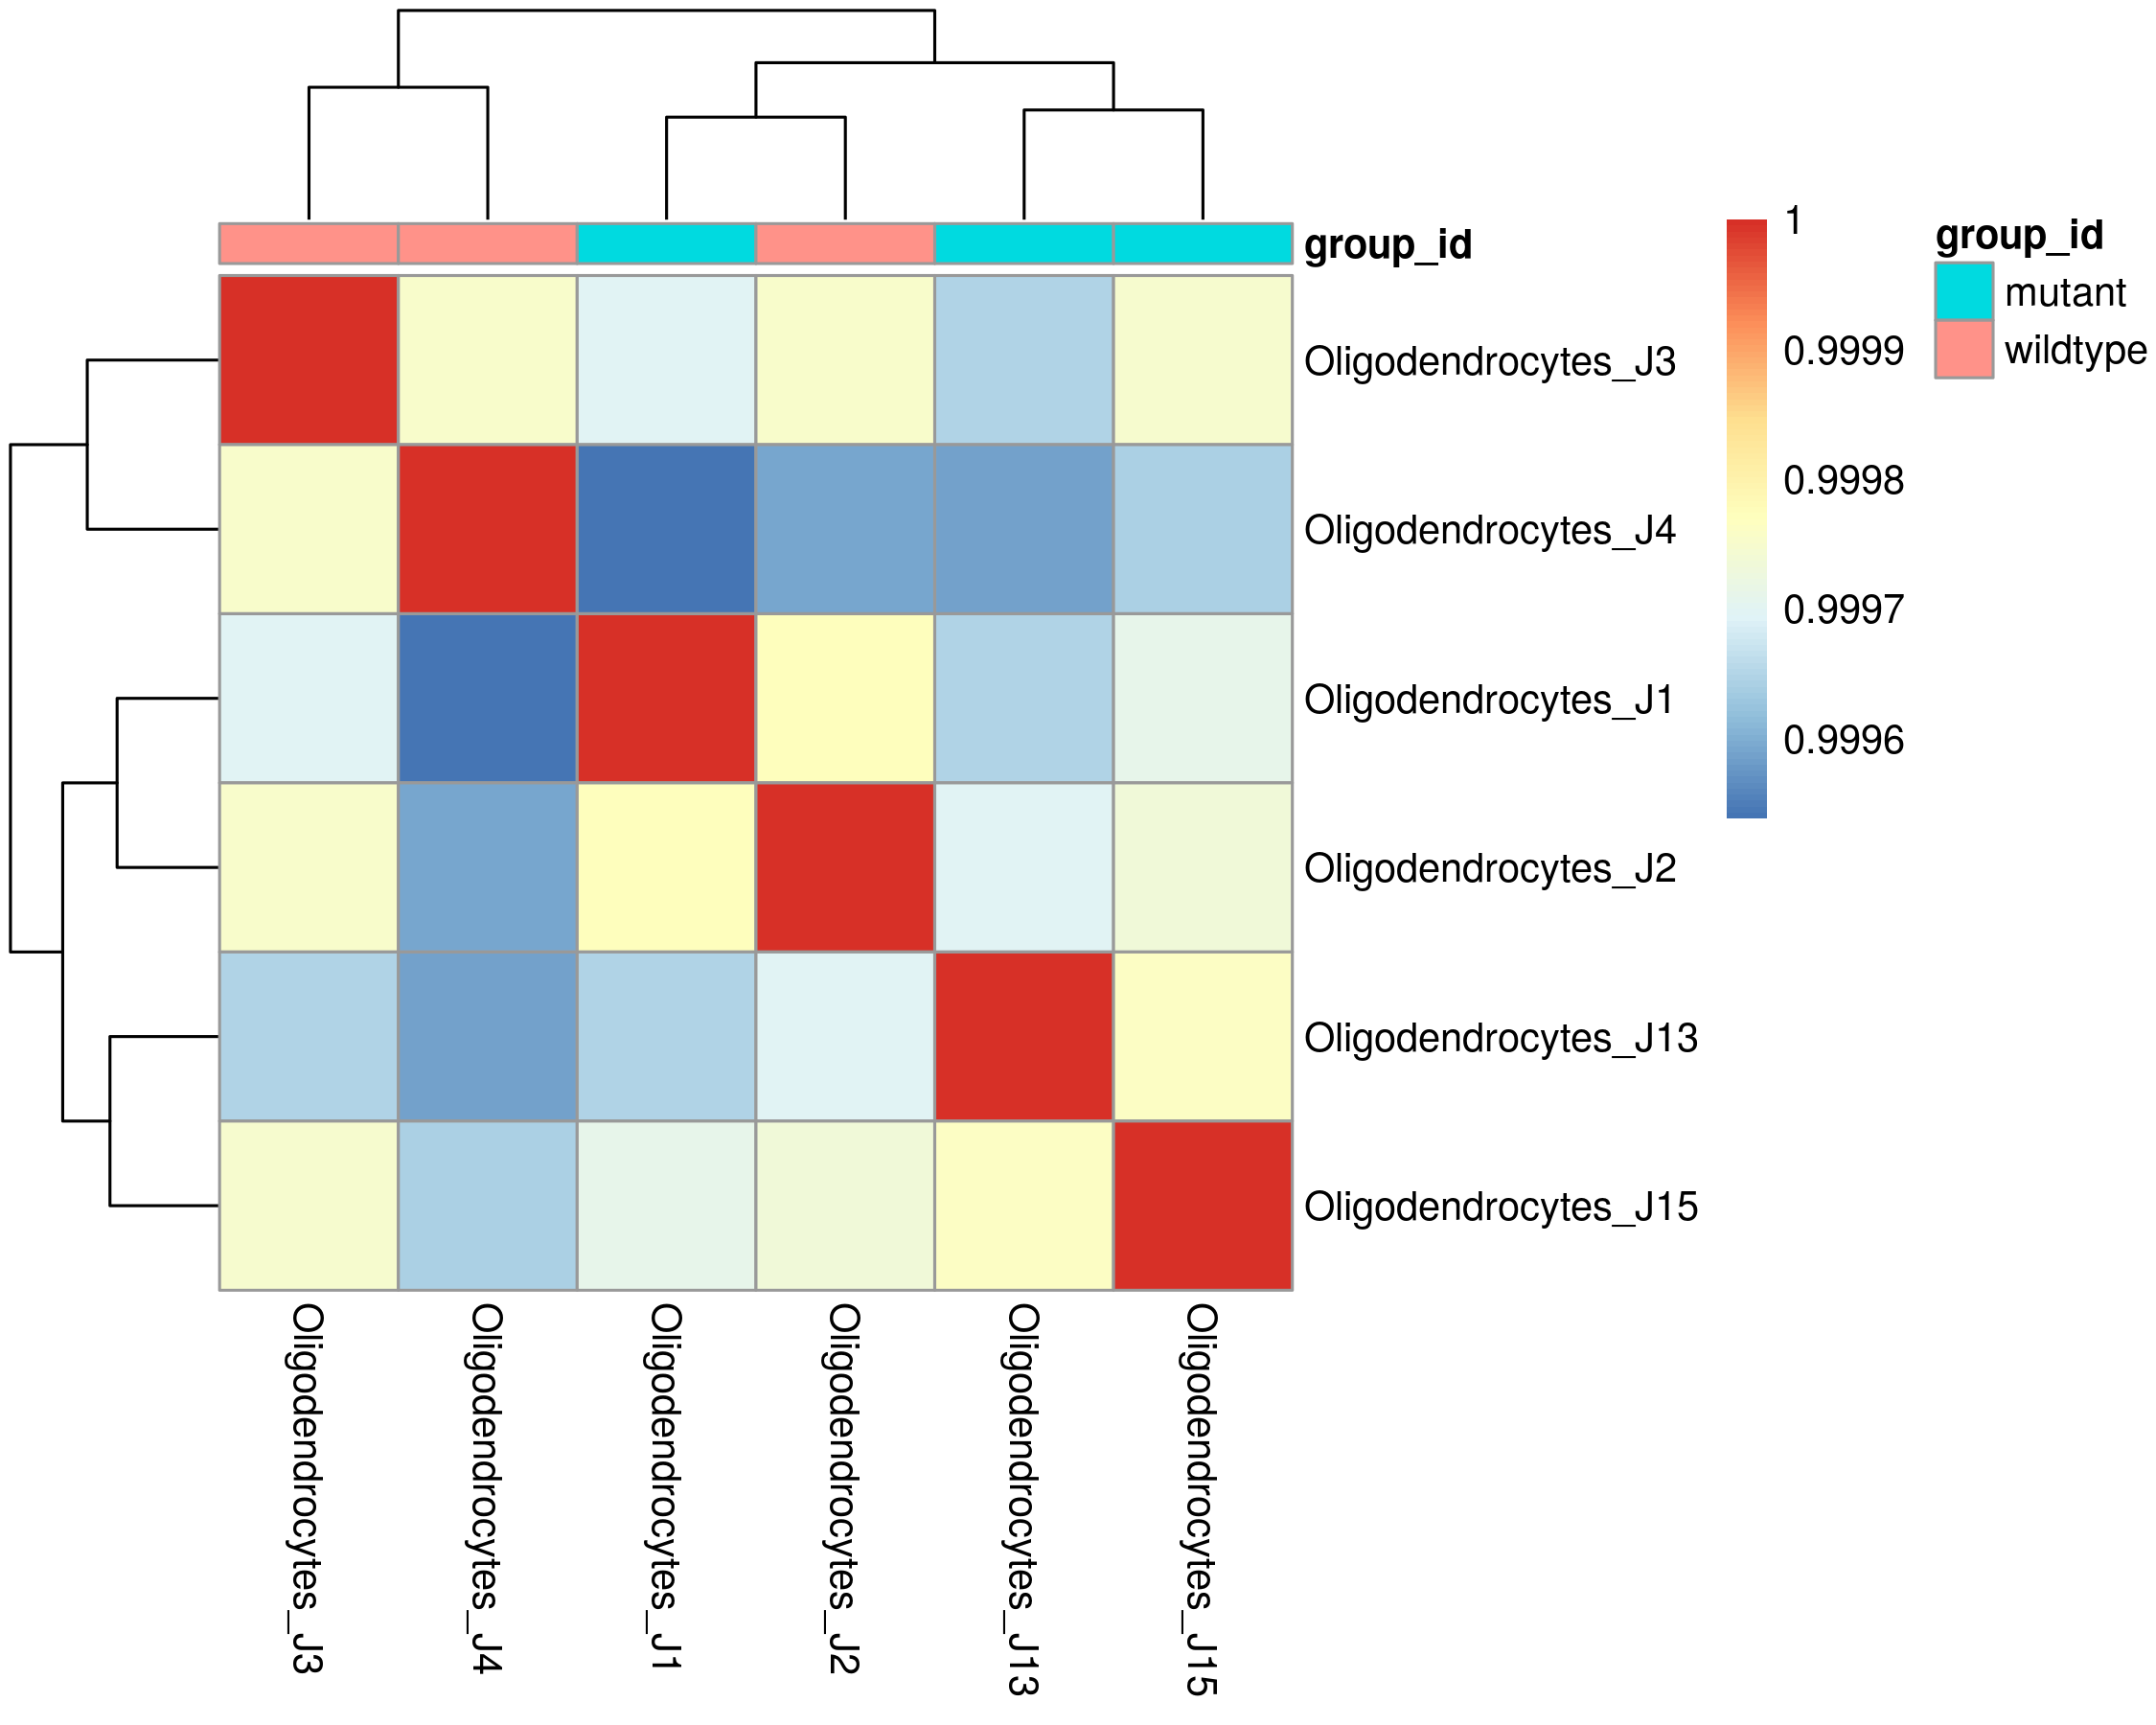 group_id
Oligodendrocytes_J3
Oligodendrocytes_J4
Oligodendrocytes_J1
Oligodendrocytes_J2
Oligodendrocytes_J13
Oligodendrocytes_J15
Oligodendrocytes_J3
Oligodendrocytes_J4
Oligodendrocytes_J1
Oligodendrocytes_J2
Oligodendrocytes_J13
Oligodendrocytes_J15
1
0.9999
0.9998
0.9997
0.9996
group_id
mutant
wildtype